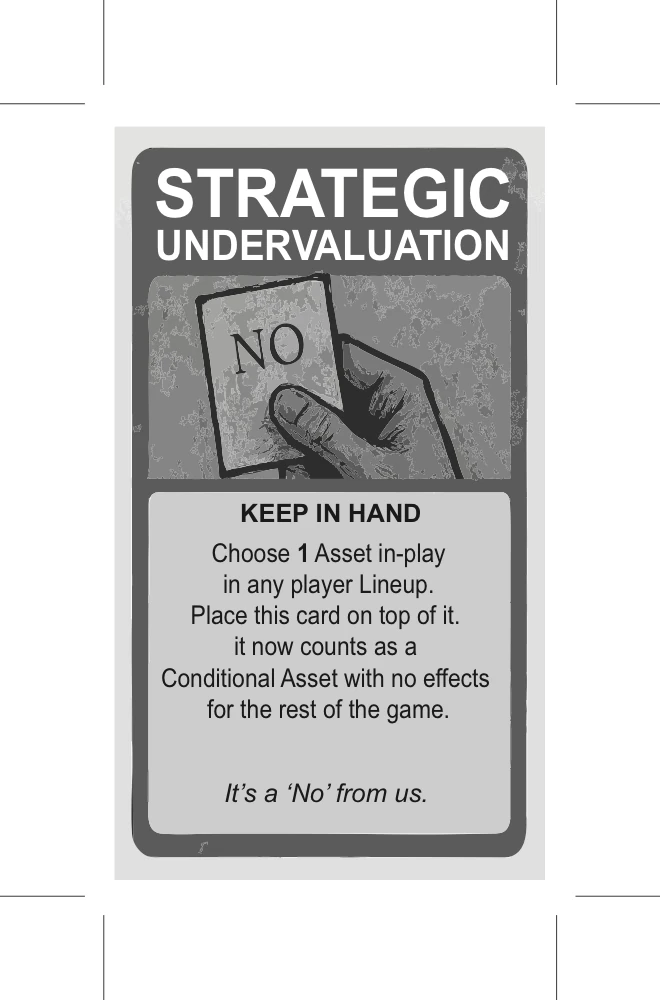 STRATEGIC
UNDERVALUATION
NO
KEEP IN HAND
Choose 1 Asset in-play
in any player Lineup.
Place this card on top of it.
it now counts as a
Conditional Asset with no effects
for the rest of the game.
It’s a ‘No’ from us.